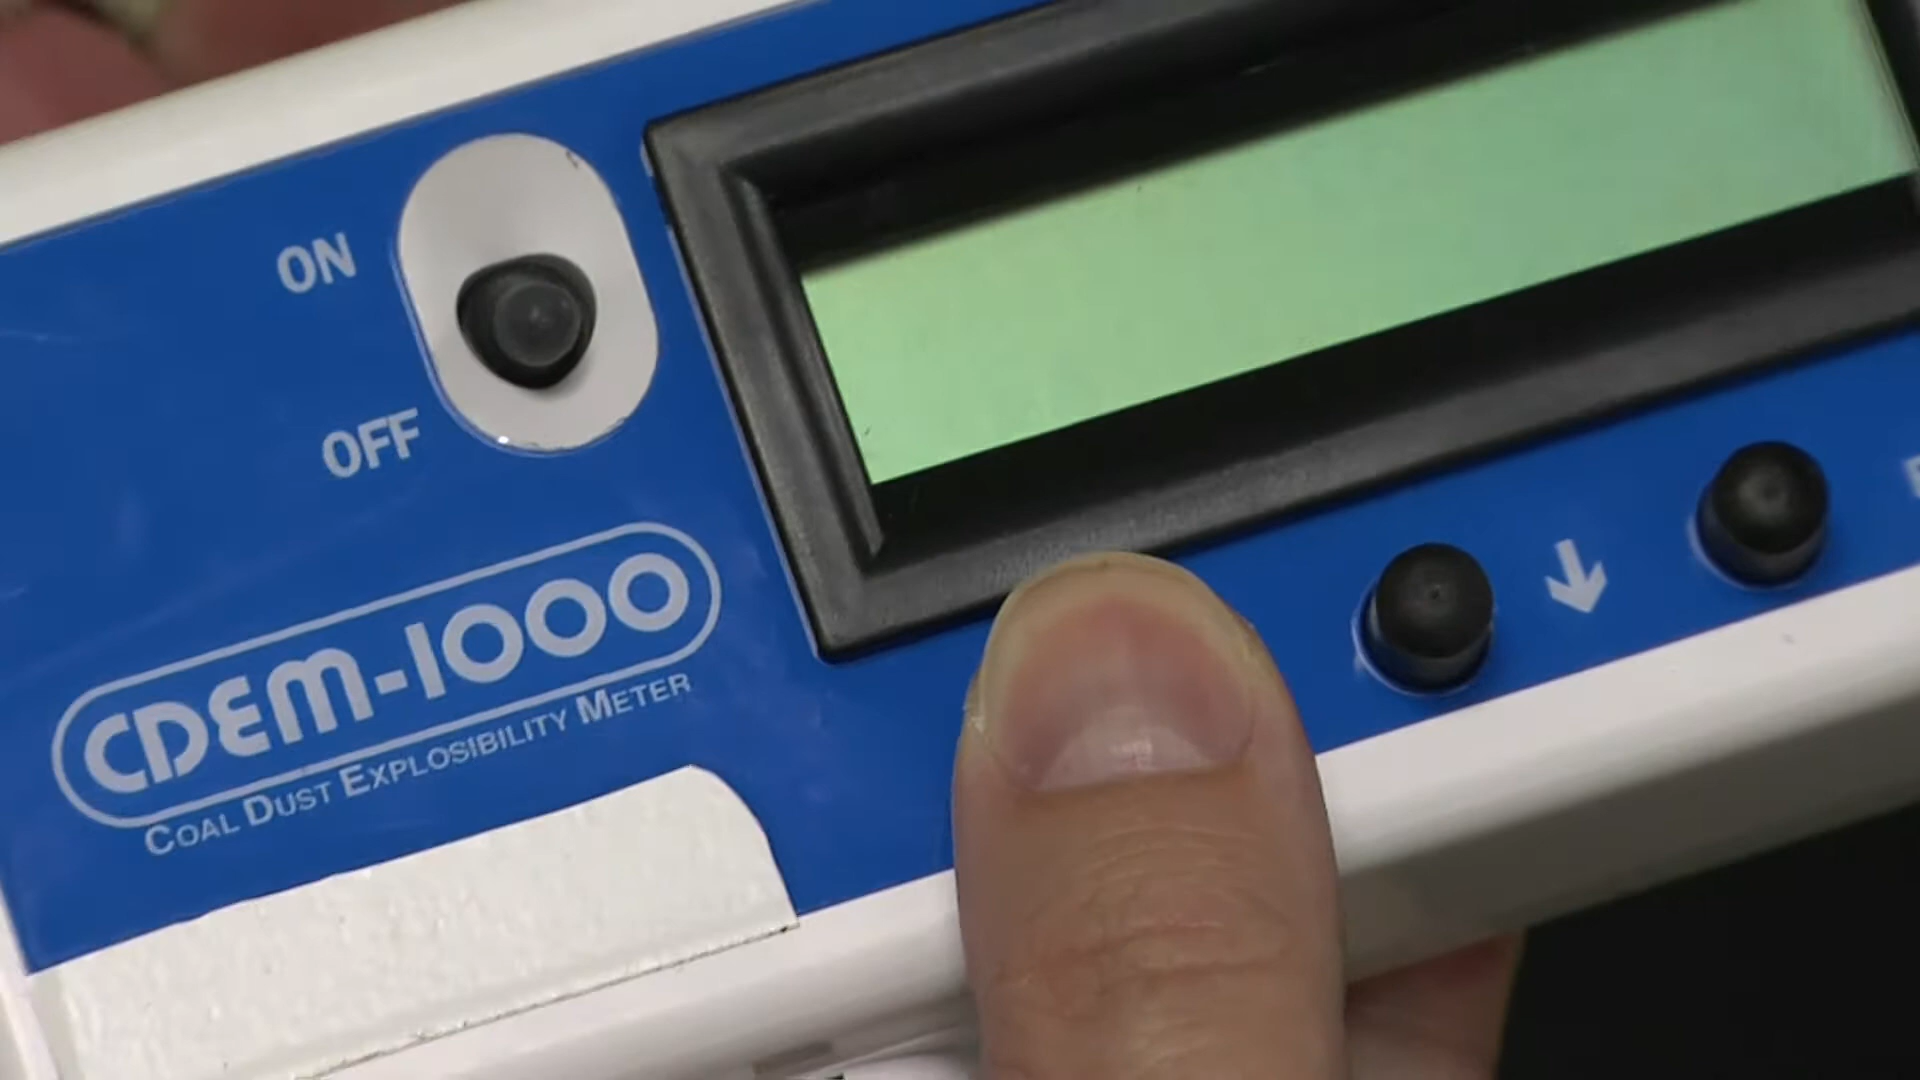 ON
OFF
CDEM-1000
COAL DUST EXPLOSIBILITY METER
↓